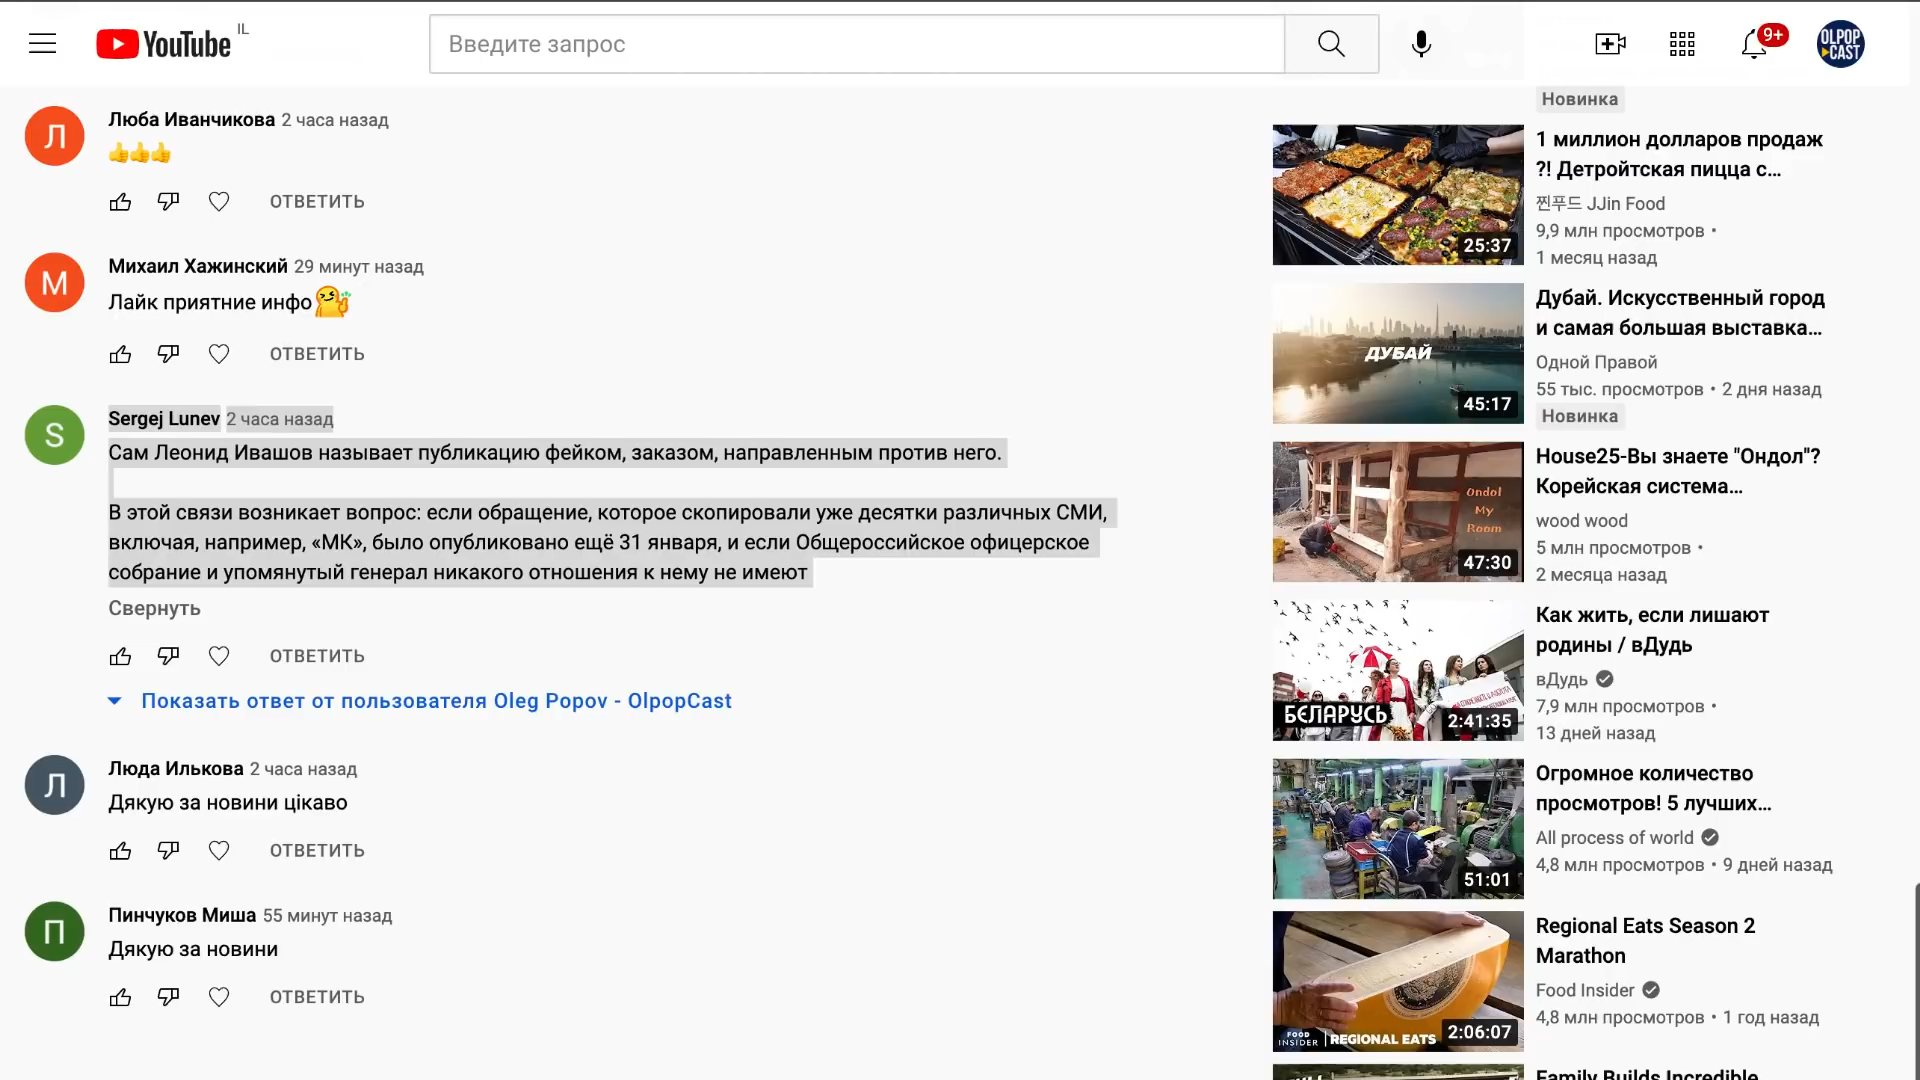 YouTube IL
Введите запрос
9+
OLPOP
CAST
Л
Люба Иванчикова 2 часа назад
👍👍👍
ОТВЕТИТЬ
М
Михаил Хажинский 29 минут назад
Лайк приятние инфо
ОТВЕТИТЬ
S
Sergej Lunev 2 часа назад
Сам Леонид Ивашов называет публикацию фейком, заказом, направленным против него.
В этой связи возникает вопрос: если обращение, которое скопировали уже десятки различных СМИ,
включая, например, «МК», было опубликовано ещё 31 января, и если Общероссийское офицерское
собрание и упомянутый генерал никакого отношения к нему не имеют
Свернуть
ОТВЕТИТЬ
Показать ответ от пользователя Oleg Popov - OlpopCast
Л
Люда Илькова 2 часа назад
Дякую за новини цікаво
ОТВЕТИТЬ
П
Пинчуков Миша 55 минут назад
Дякую за новини
ОТВЕТИТЬ
Новинка
25:37
1 миллион долларов продаж
?! Детройтская пицца с...
찐푸드 JJin Food
9,9 млн просмотров •
1 месяц назад
ДУБАЙ
45:17
Дубай. Искусственный город
и самая большая выставка...
Одной Правой
55 тыс. просмотров • 2 дня назад
Новинка
Ondol
My
Room
47:30
House25-Вы знаете "Ондол"?
Корейская система...
wood wood
5 млн просмотров •
2 месяца назад
БЕЛАРУСЬ
2:41:35
Как жить, если лишают
родины / вДудь
вДудь
7,9 млн просмотров •
13 дней назад
51:01
Огромное количество
просмотров! 5 лучших...
All process of world
4,8 млн просмотров • 9 дней назад
FOOD
INSIDER
REGIONAL EATS
2:06:07
Regional Eats Season 2
Marathon
Food Insider
4,8 млн просмотров • 1 год назад
Family Builds Incredible